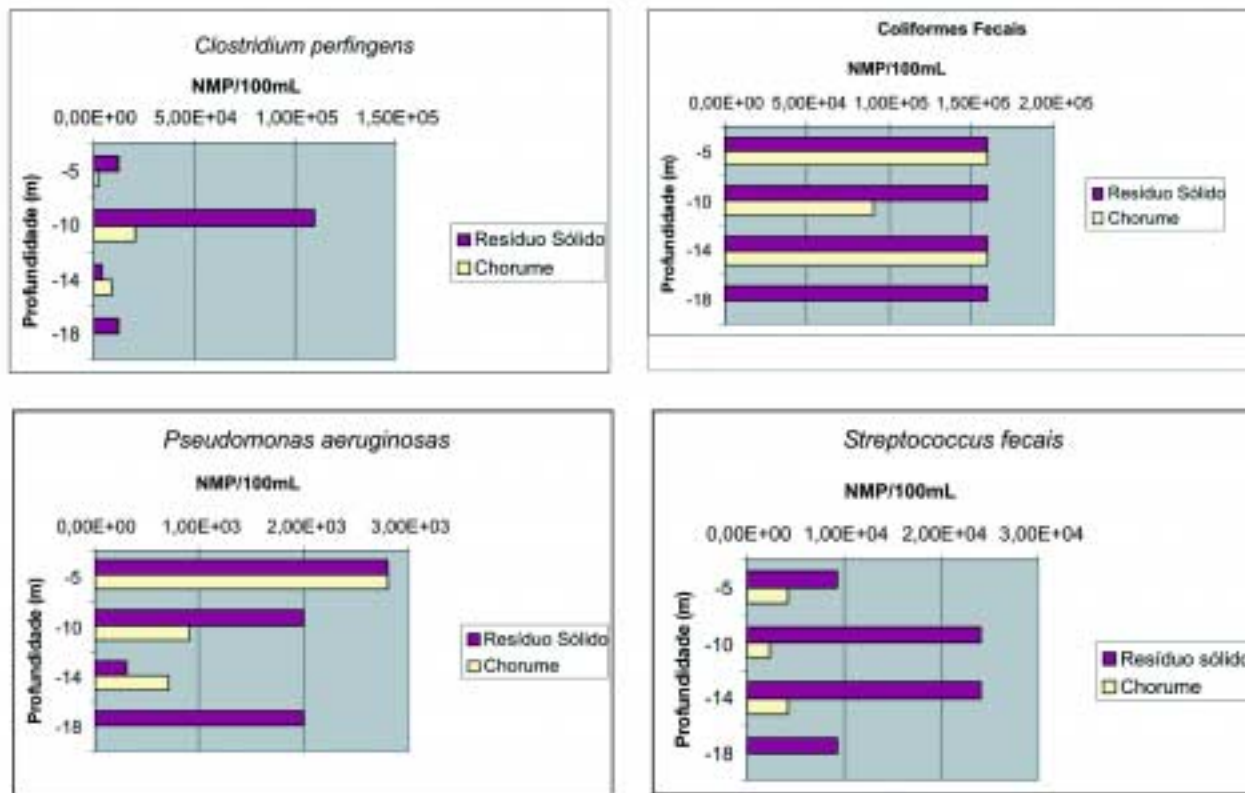 Clostridium perfingens
NMP/100mL
0,00E+00 5,00E+04 1,00E+05 1,50E+05
Profundidade (m)
-5
-10
-14
-18
Resíduo Sólido
Chorume
Coliformes Fecais
NMP/100mL
0,00E+00 5,00E+04 1,00E+05 1,50E+05 2,00E+05
Profundidade (m)
-5
-10
-14
-18
Resíduo Sólido
Chorume
Pseudomonas aeruginosas
NMP/100mL
0,00E+00 1,00E+03 2,00E+03 3,00E+03
Profundidade (m)
-5
-10
-14
-18
Resíduo Sólido
Chorume
Streptococcus fecais
NMP/100mL
0,00E+00 1,00E+04 2,00E+04 3,00E+04
Profundidade (m)
-5
-10
-14
-18
Resíduo sólido
Chorume